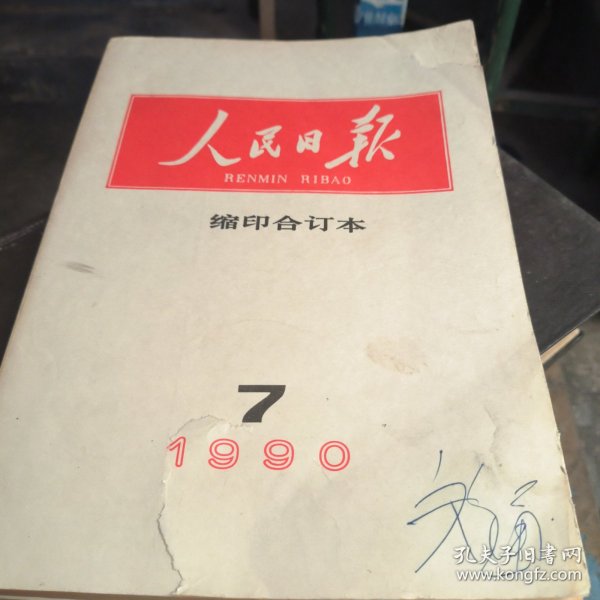 人民日报
RENMIN RIBAO
缩印合订本
7
1990
孔夫子旧书网
www.kongfz.com